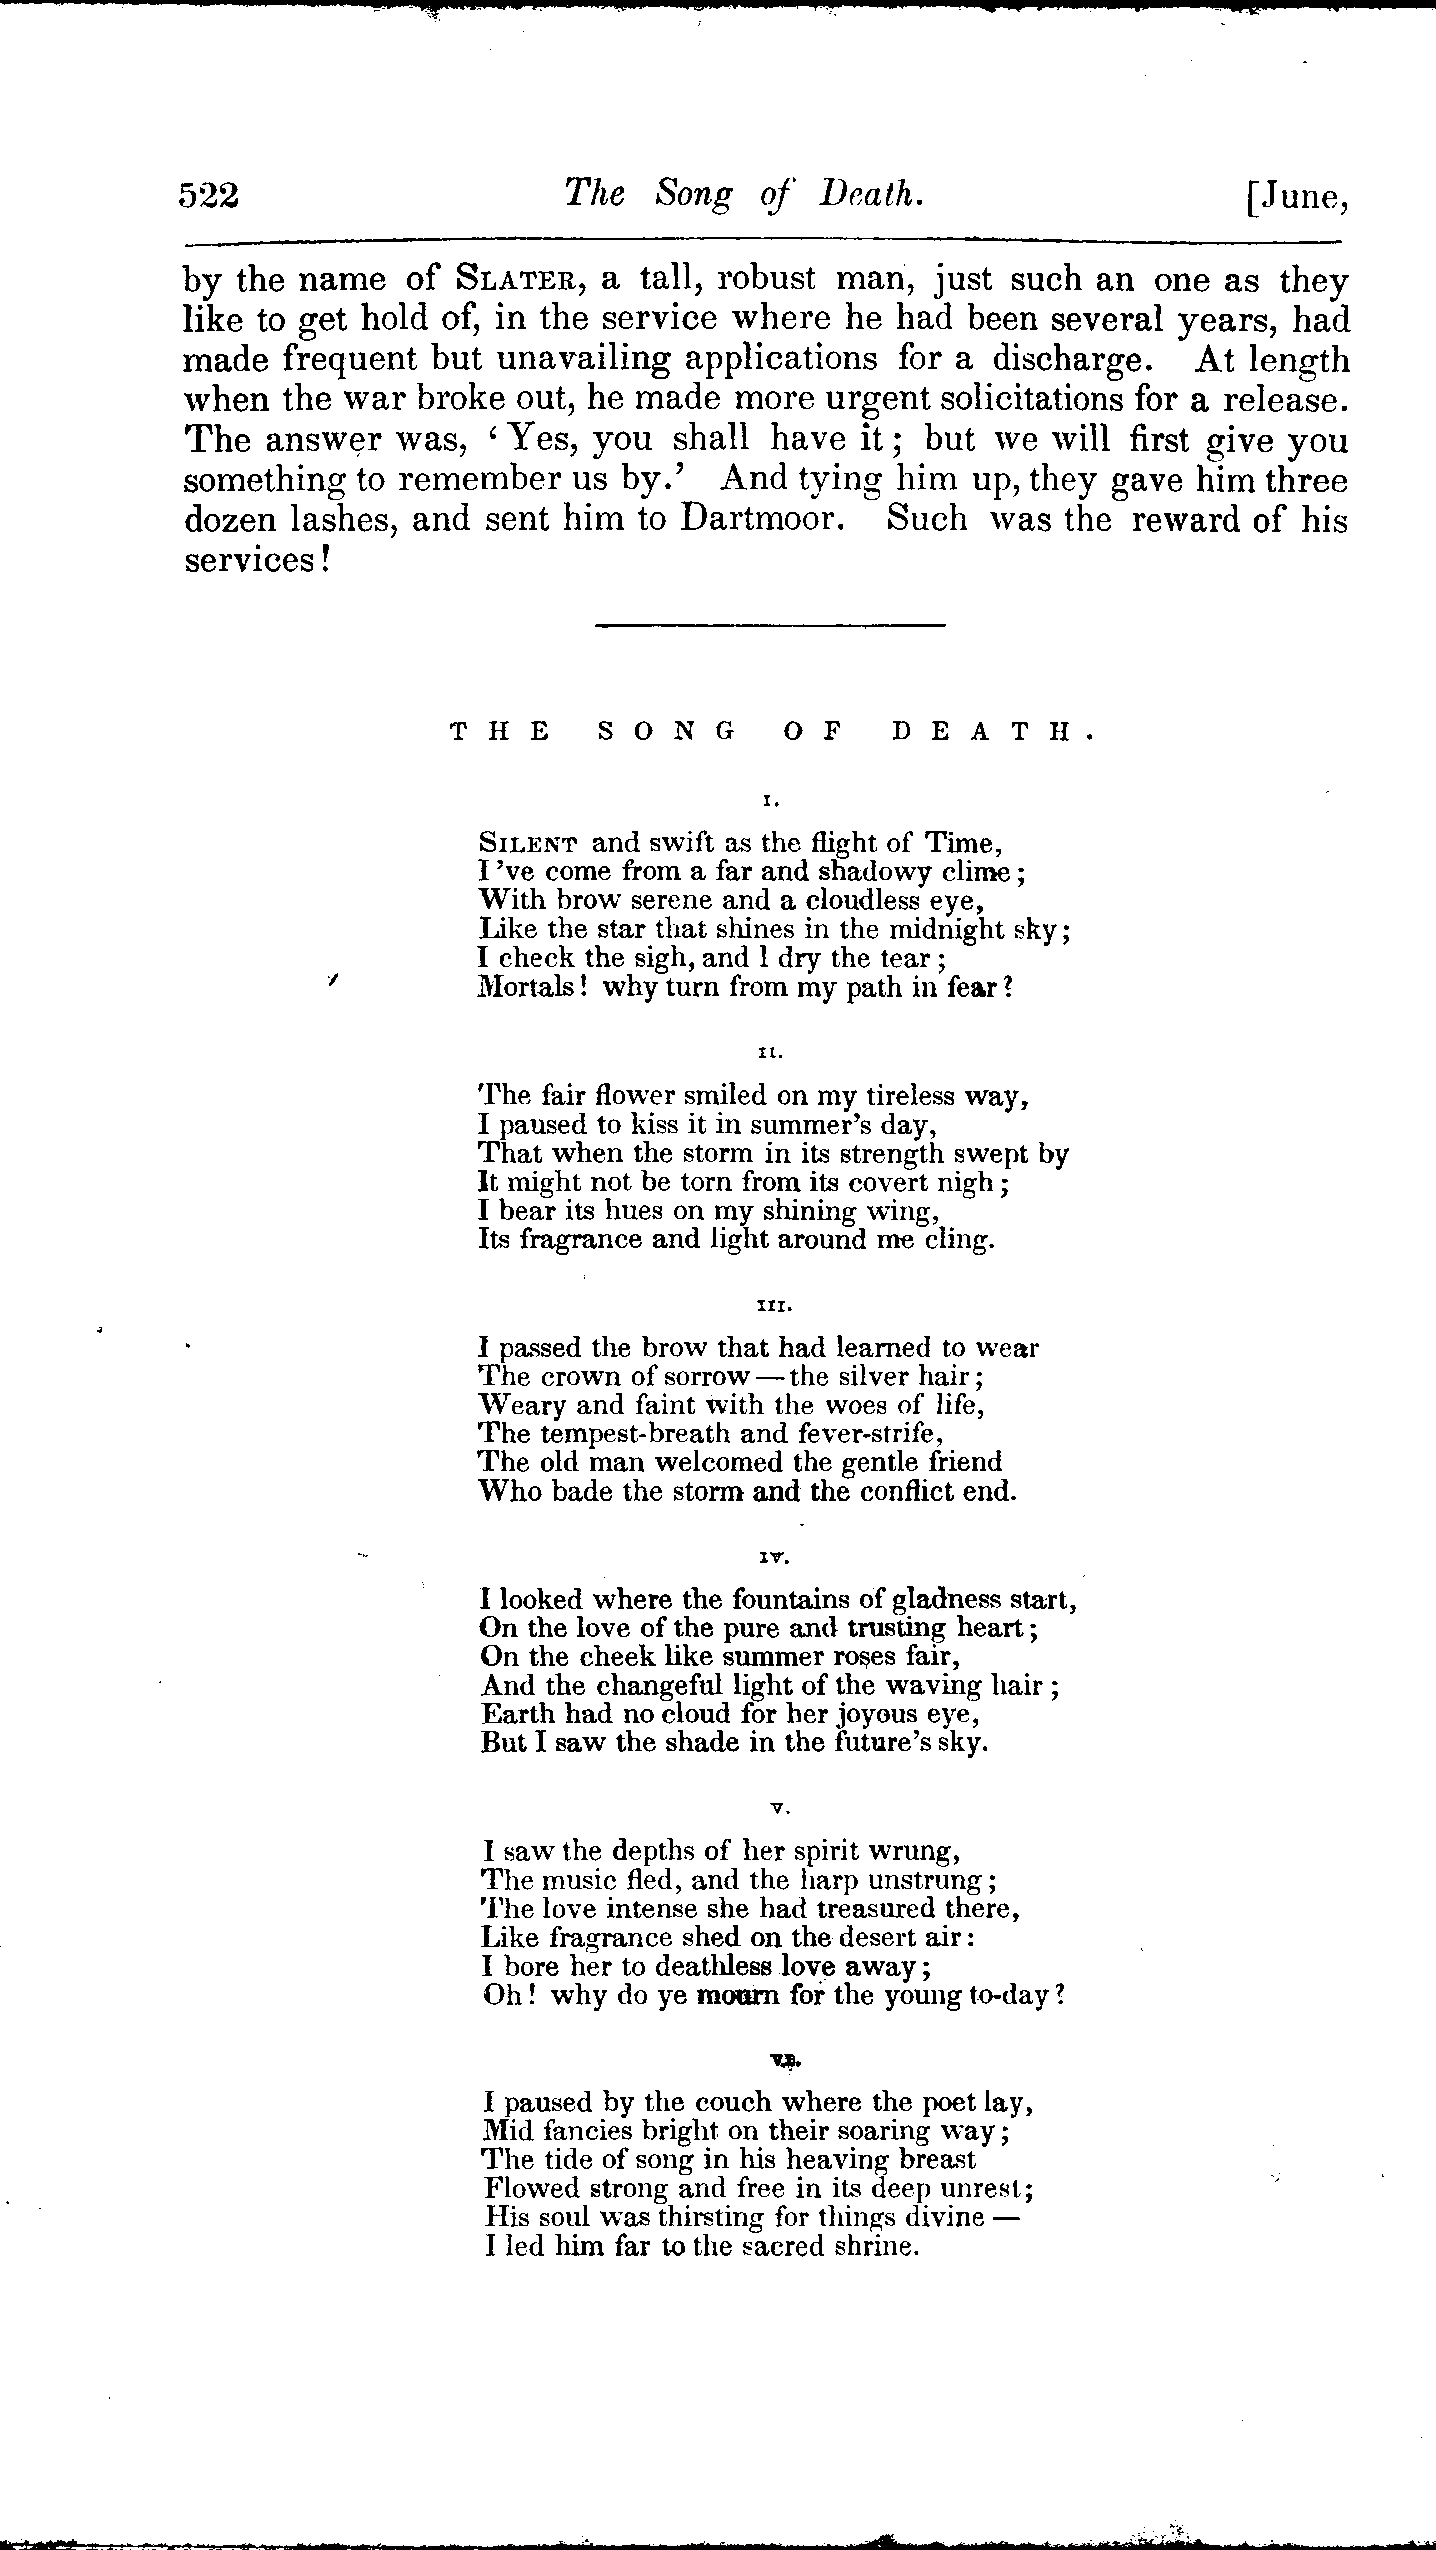 522 The Song of Death. [June,
by the name of SLATER, a tall, robust man, just such an one as they
like to get hold of, in the service where he had been several years, had
made frequent but unavailing applications for a discharge. At length
when the war broke out, he made more urgent solicitations for a release.
The answer was, ‘Yes, you shall have it; but we will first give you
something to remember us by.’ And tying him up, they gave him three
dozen lashes, and sent him to Dartmoor. Such was the reward of his
services!
THE SONG OF DEATH.
I.
SILENT and swift as the flight of Time,
I 've come from a far and shadowy clime;
With brow serene and a cloudless eye,
Like the star that shines in the midnight sky;
I check the sigh, and I dry the tear;
Mortals! why turn from my path in fear?
II.
The fair flower smiled on my tireless way,
I paused to kiss it in summer's day,
That when the storm in its strength swept by
It might not be torn from its covert nigh;
I bear its hues on my shining wing,
Its fragrance and light around me cling.
III.
I passed the brow that had learned to wear
The crown of sorrow—the silver hair;
Weary and faint with the woes of life,
The tempest-breath and fever-strife,
The old man welcomed the gentle friend
Who bade the storm and the conflict end.
IV.
I looked where the fountains of gladness start,
On the love of the pure and trusting heart;
On the cheek like summer roses fair,
And the changeful light of the waving hair;
Earth had no cloud for her joyous eye,
But I saw the shade in the future's sky.
V.
I saw the depths of her spirit wrung,
The music fled, and the harp unstrung;
The love intense she had treasured there,
Like fragrance shed on the desert air:
I bore her to deathless love away;
Oh! why do ye mourn for the young to-day?
VI.
I paused by the couch where the poet lay,
Mid fancies bright on their soaring way;
The tide of song in his heaving breast
Flowed strong and free in its deep unrest;
His soul was thirsting for things divine —
I led him far to the sacred shrine.